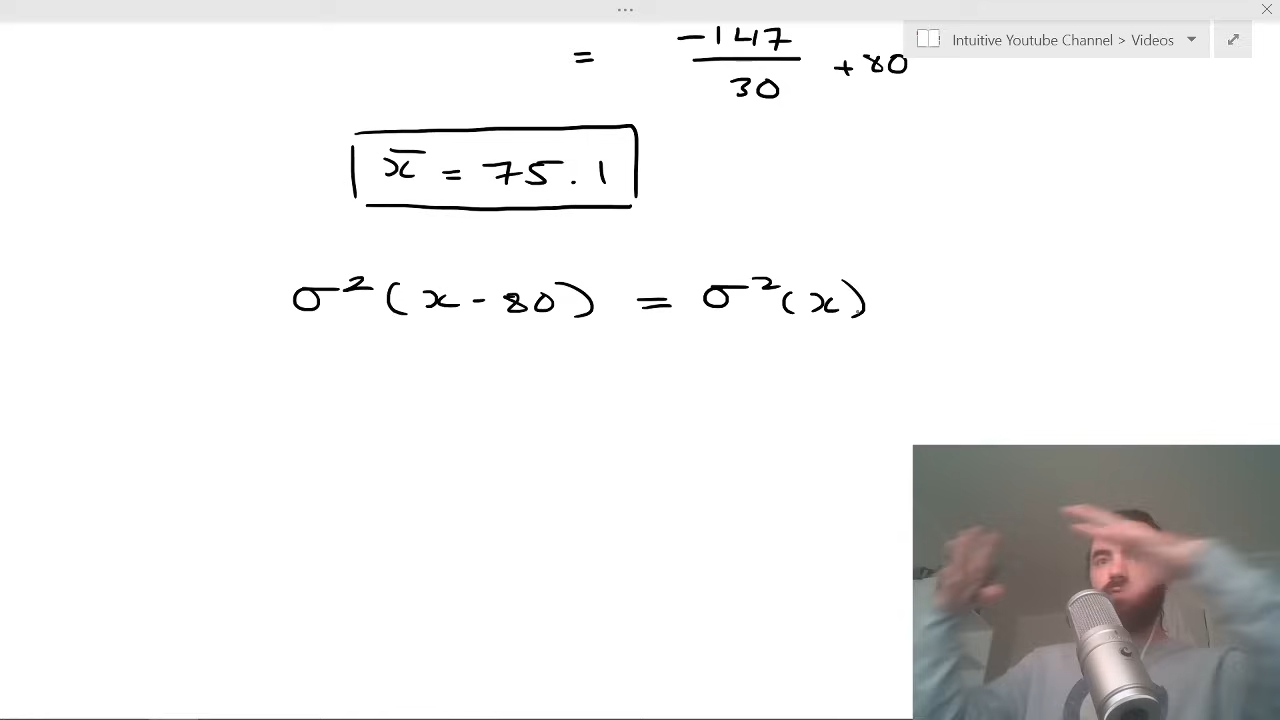 ...
Intuitive Youtube Channel > Videos
= -147/30 + 80
x̄ = 75.1
σ²(x - 80) = σ²(x)